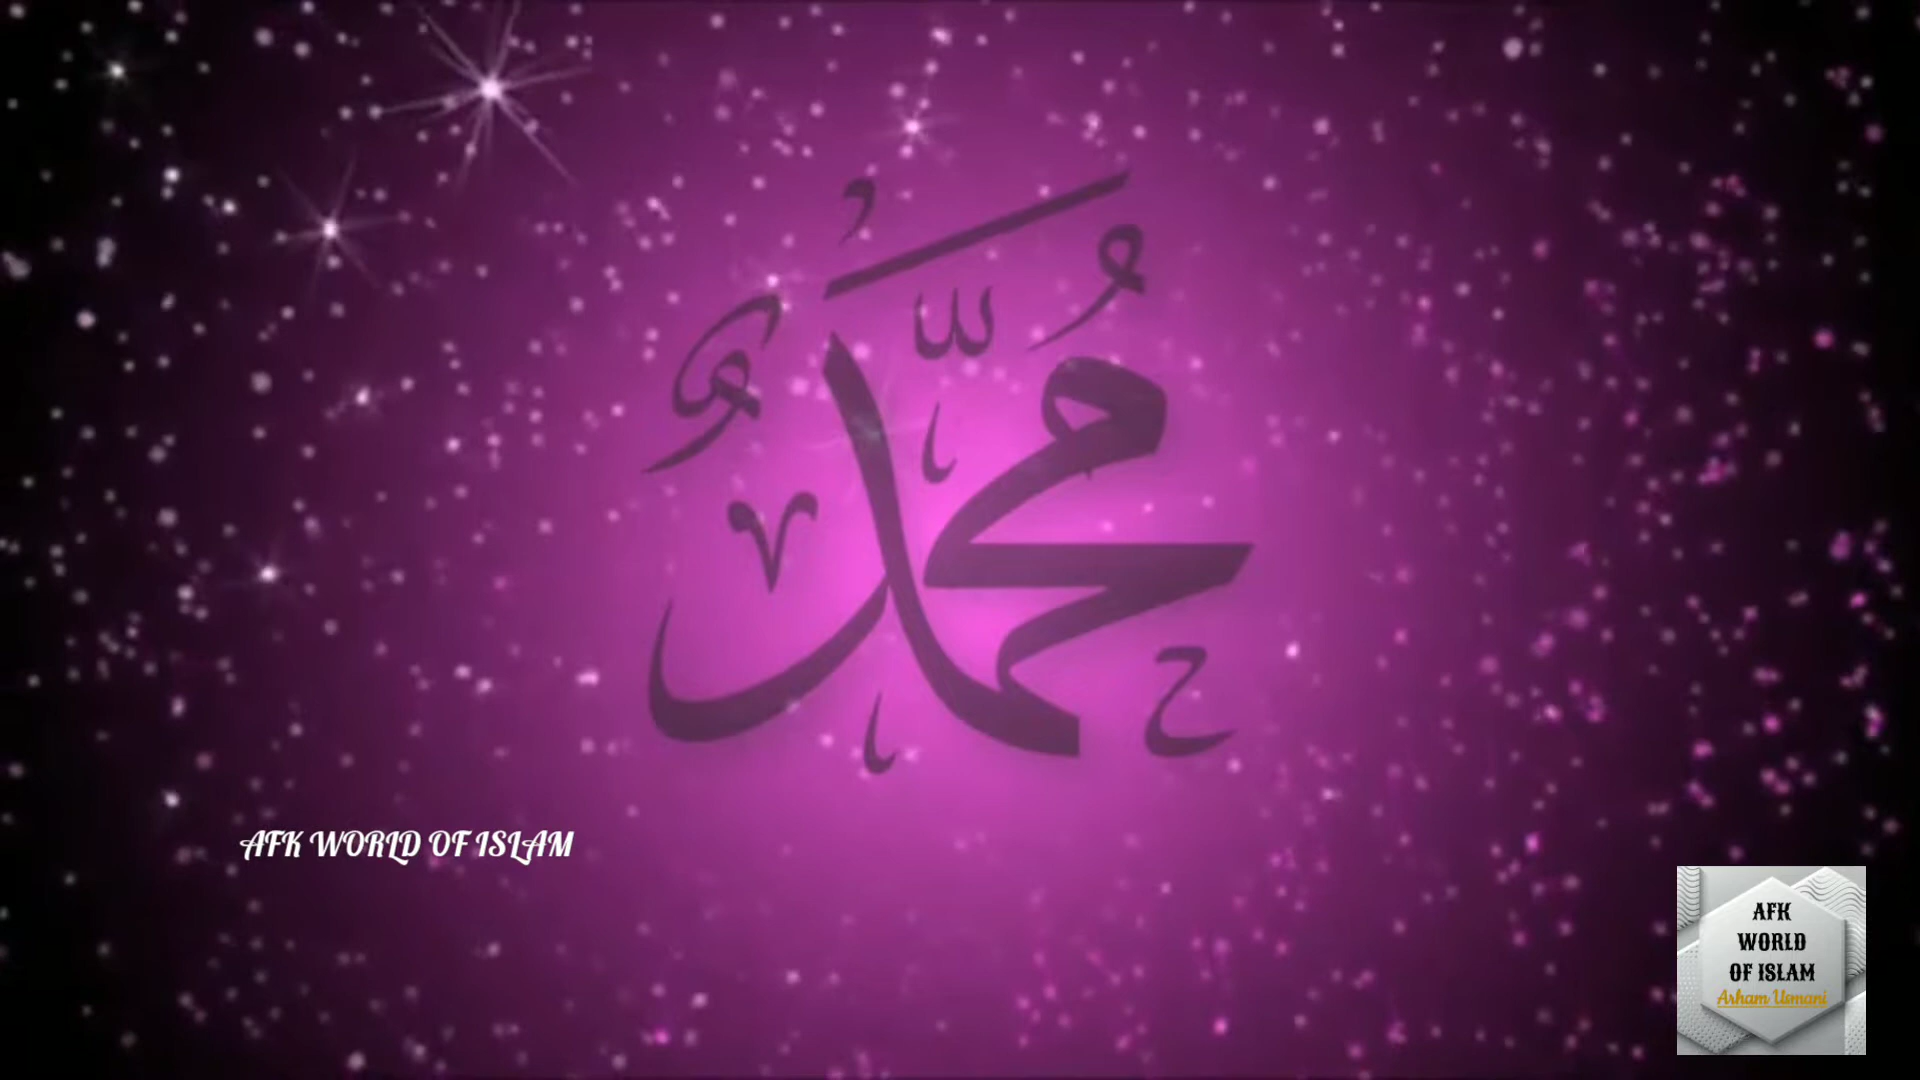 مُحَمَّدٌ
AFK WORLD OF ISLAM
AFK
WORLD
OF ISLAM
Arham Usmani